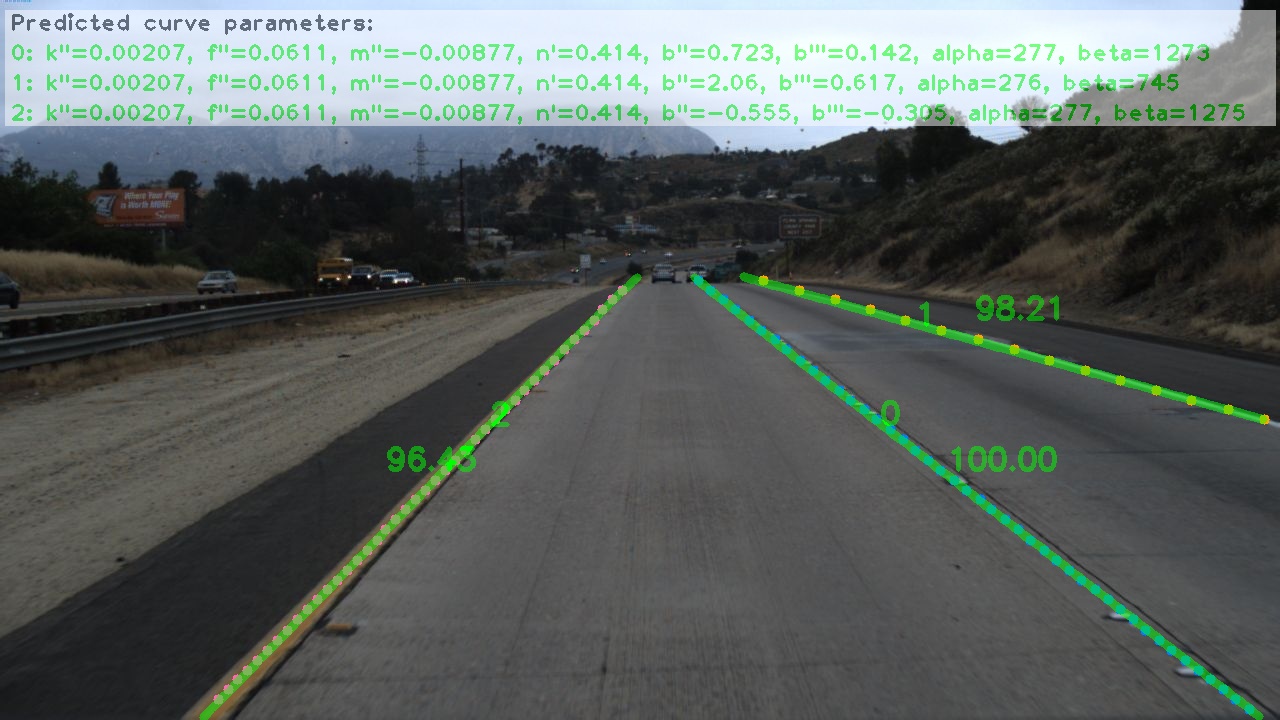 Predicted curve parameters:
0: k''=0.00207, f''=0.0611, m''=-0.00877, n'=0.414, b''=0.723, b'''=0.142, alpha=277, beta=1273
1: k''=0.00207, f''=0.0611, m''=-0.00877, n'=0.414, b''=2.06, b'''=0.617, alpha=276, beta=745
2: k''=0.00207, f''=0.0611, m''=-0.00877, n'=0.414, b''=-0.555, b'''=-0.305, alpha=277, beta=1275
Where Your Play
is Worth MORE!
1 98.21
2
0
96.45
100.00